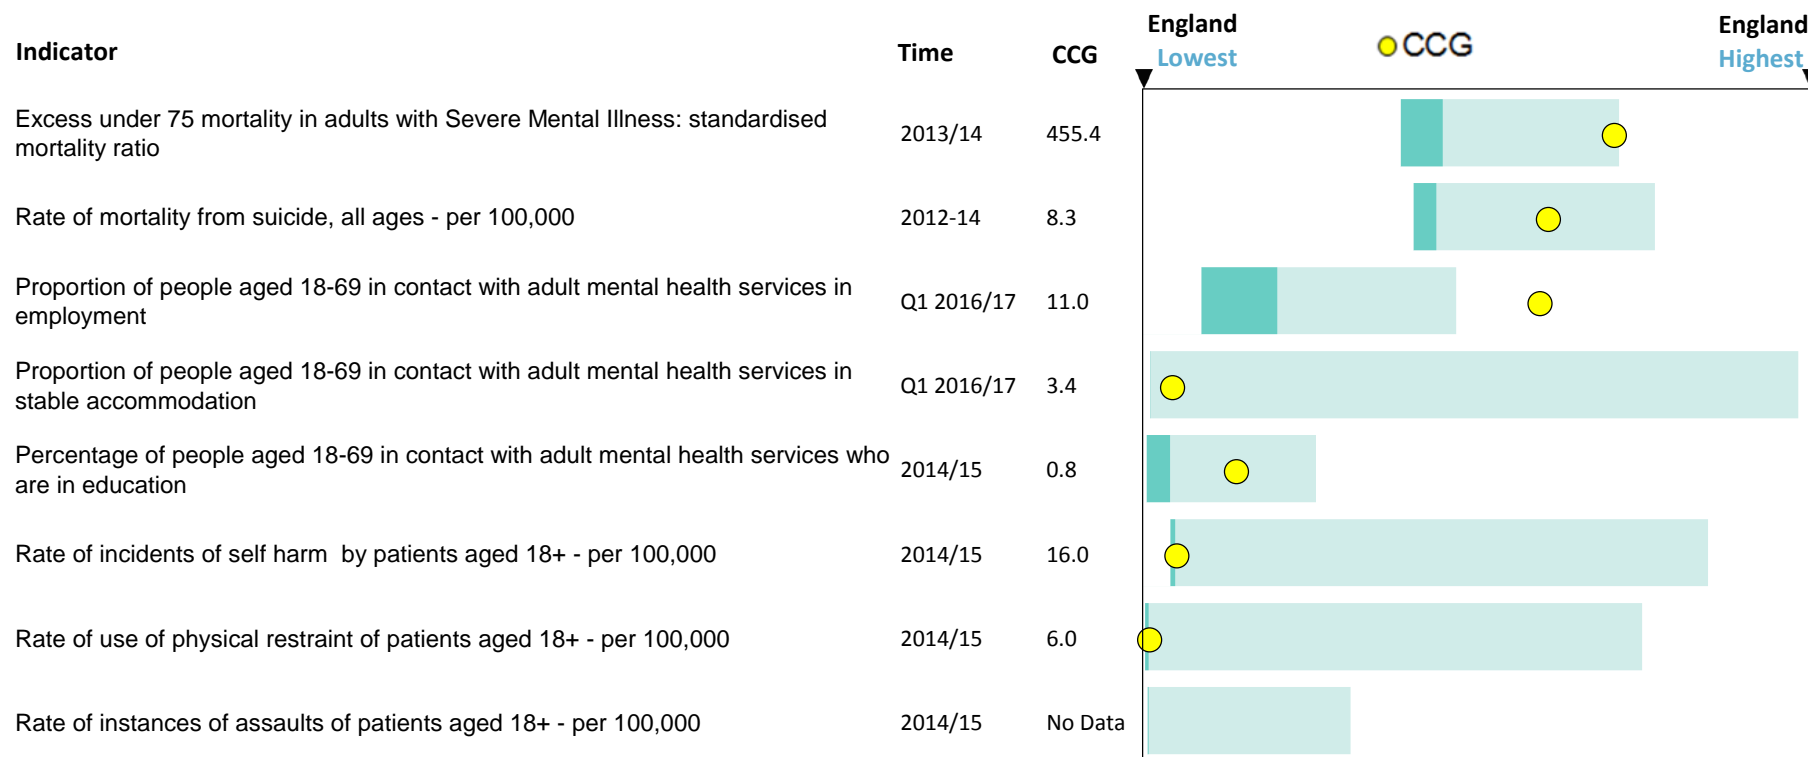 Indicator Time CCG England Lowest CCG England Highest
Excess under 75 mortality in adults with Severe Mental Illness: standardised
mortality ratio
2013/14 455.4
Rate of mortality from suicide, all ages - per 100,000 2012-14 8.3
Proportion of people aged 18-69 in contact with adult mental health services in
employment
Q1 2016/17 11.0
Proportion of people aged 18-69 in contact with adult mental health services in
stable accommodation
Q1 2016/17 3.4
Percentage of people aged 18-69 in contact with adult mental health services who
are in education
2014/15 0.8
Rate of incidents of self harm  by patients aged 18+ - per 100,000 2014/15 16.0
Rate of use of physical restraint of patients aged 18+ - per 100,000 2014/15 6.0
Rate of instances of assaults of patients aged 18+ - per 100,000 2014/15 No Data